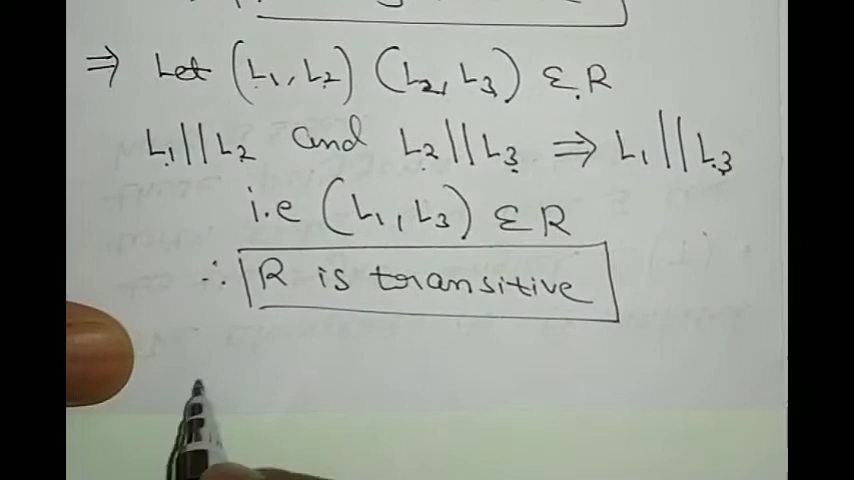 ⇒ Let (L1, L2) (L2, L3) ∈ R
L1 || L2 and L2 || L3 ⇒ L1 || L3
i.e (L1, L3) ∈ R
∴ R is transitive